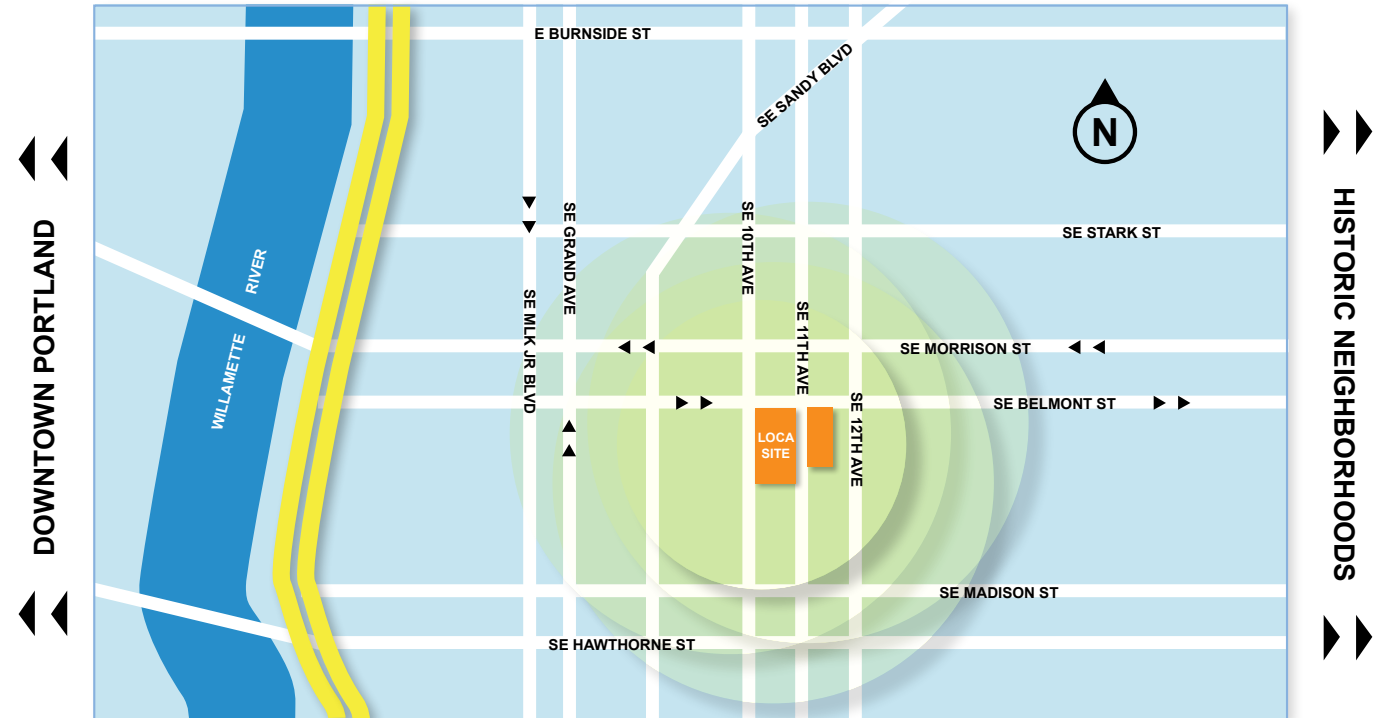 E BURNSIDE ST
SE SANDY BLVD
N
DOWNTOWN PORTLAND
HISTORIC NEIGHBORHOODS
WILLAMETTE RIVER
SE MLK JR BLVD
SE GRAND AVE
SE 10TH AVE
SE 11TH AVE
SE 12TH AVE
SE STARK ST
SE MORRISON ST
SE BELMONT ST
LOCA
SITE
SE MADISON ST
SE HAWTHORNE ST